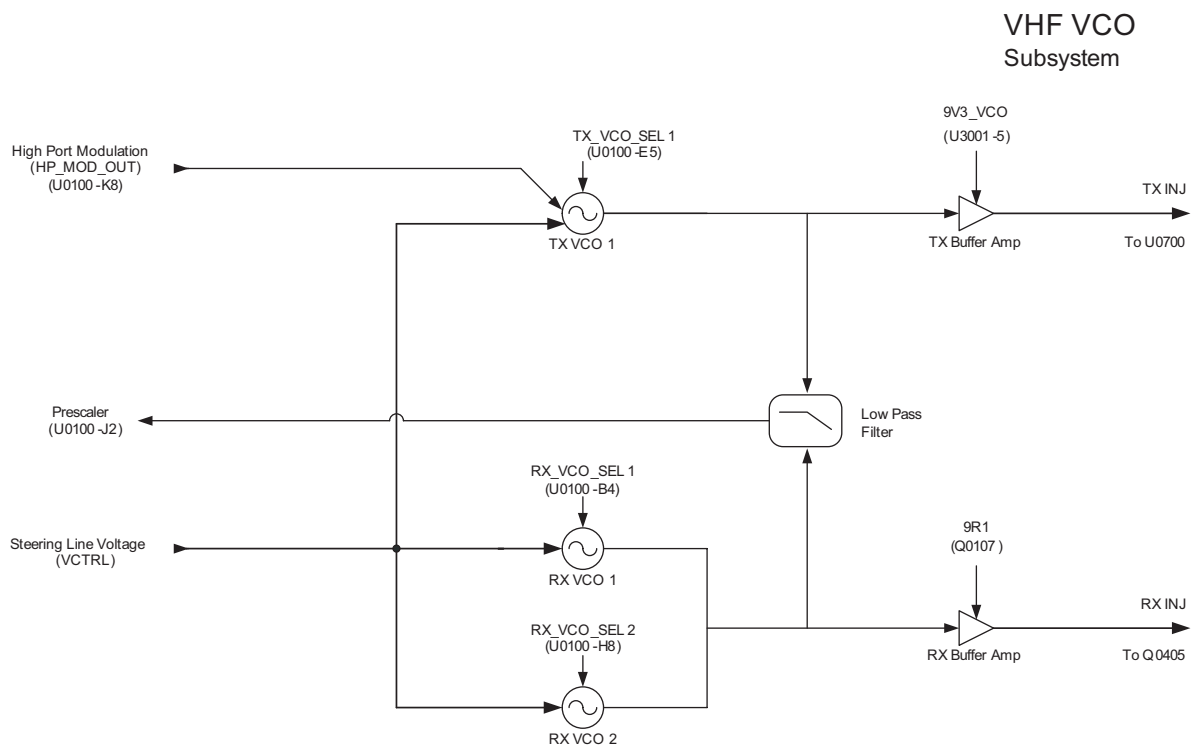 VHF VCO
Subsystem
9V3_VCO
(U3001-5)
TX_VCO_SEL 1
(U0100-E5)
High Port Modulation
(HP_MOD_OUT)
(U0100-K8)
TX INJ
TX VCO 1
TX Buffer Amp
To U0700
Prescaler
(U0100-J2)
Low Pass
Filter
RX_VCO_SEL 1
(U0100-B4)
Steering Line Voltage
(VCTRL)
9R1
(Q0107)
RX VCO 1
RX INJ
RX_VCO_SEL 2
(U0100-H8)
RX Buffer Amp
To Q0405
RX VCO 2